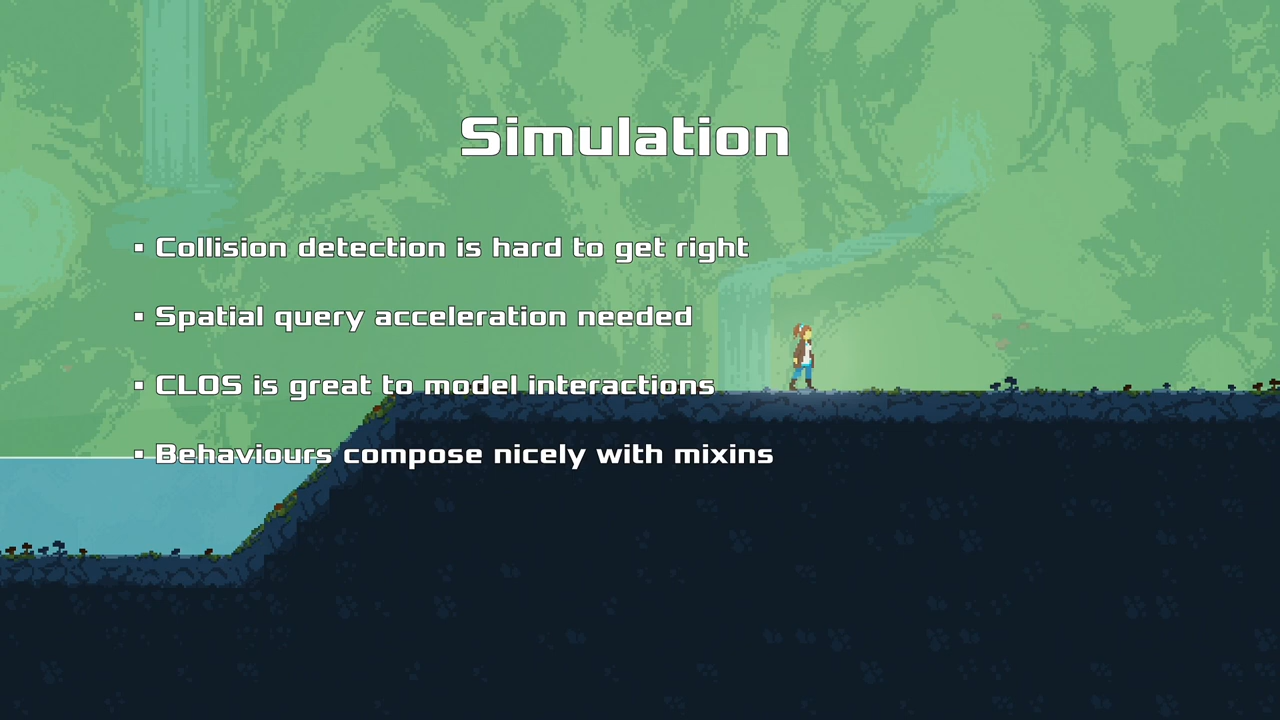 Simulation
▪ Collision detection is hard to get right
▪ Spatial query acceleration needed
▪ CLOS is great to model interactions
▪ Behaviours compose nicely with mixins